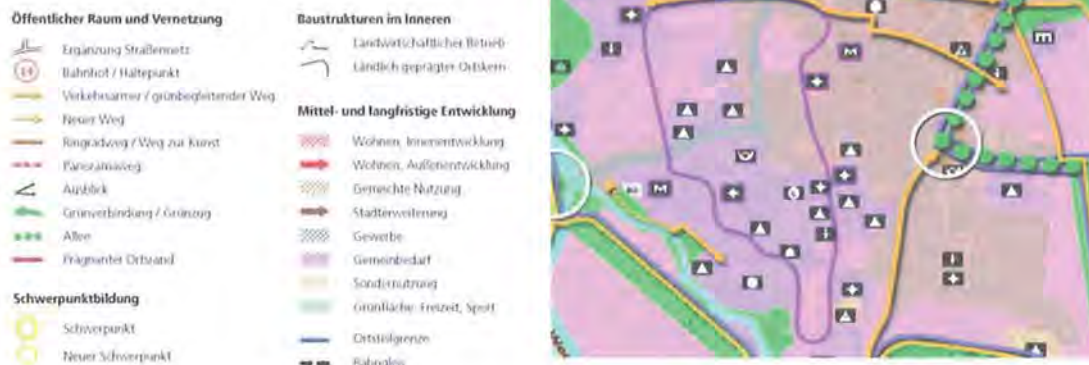 Öffentlicher Raum und Vernetzung
Ergänzung Straßennetz
Bahnhof / Haltepunkt
Verkehrsarmer / grünbegleitender Weg
Neuer Weg
Ringradweg / Weg zur Kunst
Panoramaweg
Ausblick
Grünverbindung / Grünzug
Allee
Prägnanter Ortsrand
Schwerpunktbildung
Schwerpunkt
Neuer Schwerpunkt
Baustrukturen im Inneren
Landwirtschaftlicher Betrieb
Ländlich geprägter Ortskern
Mittel- und langfristige Entwicklung
Wohnen, Innenentwicklung
Wohnen, Außenentwicklung
Gemischte Nutzung
Stadterweiterung
Gewerbe
Gemeinbedarf
Sondernutzung
Grünfläche: Freizeit, Sport
Ortsteilgrenze
Bahngleis
M
M